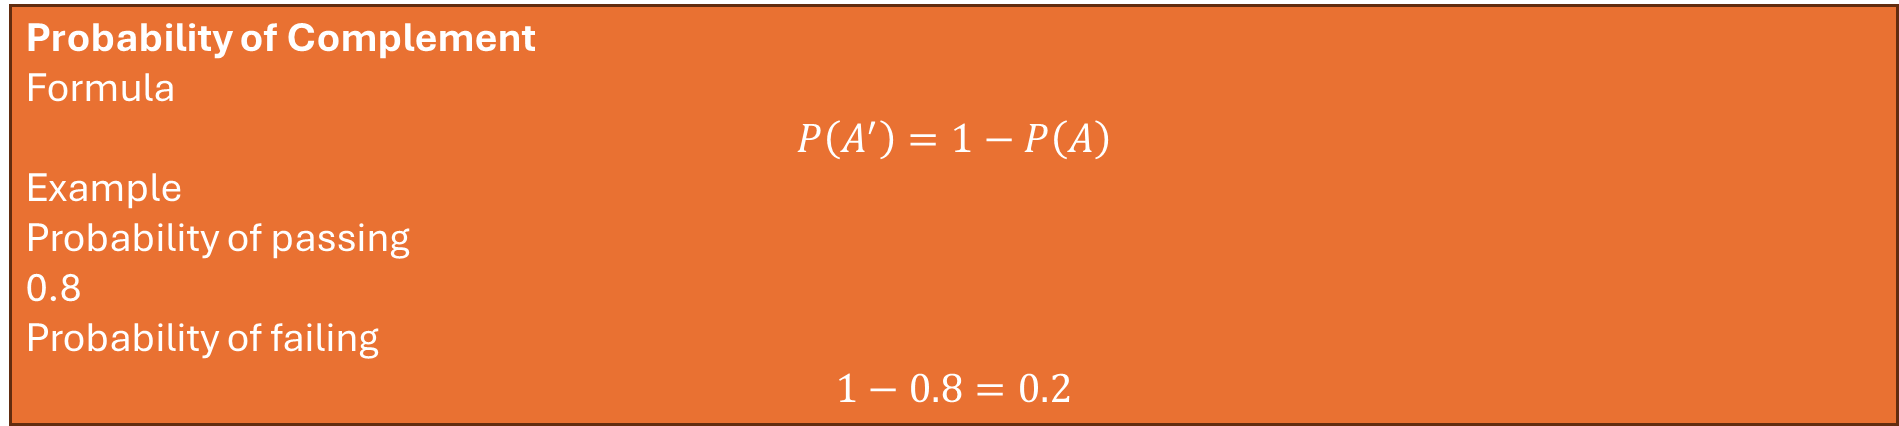 Probability of Complement
Formula
P(A′) = 1 − P(A)
Example
Probability of passing
0.8
Probability of failing
1 − 0.8 = 0.2